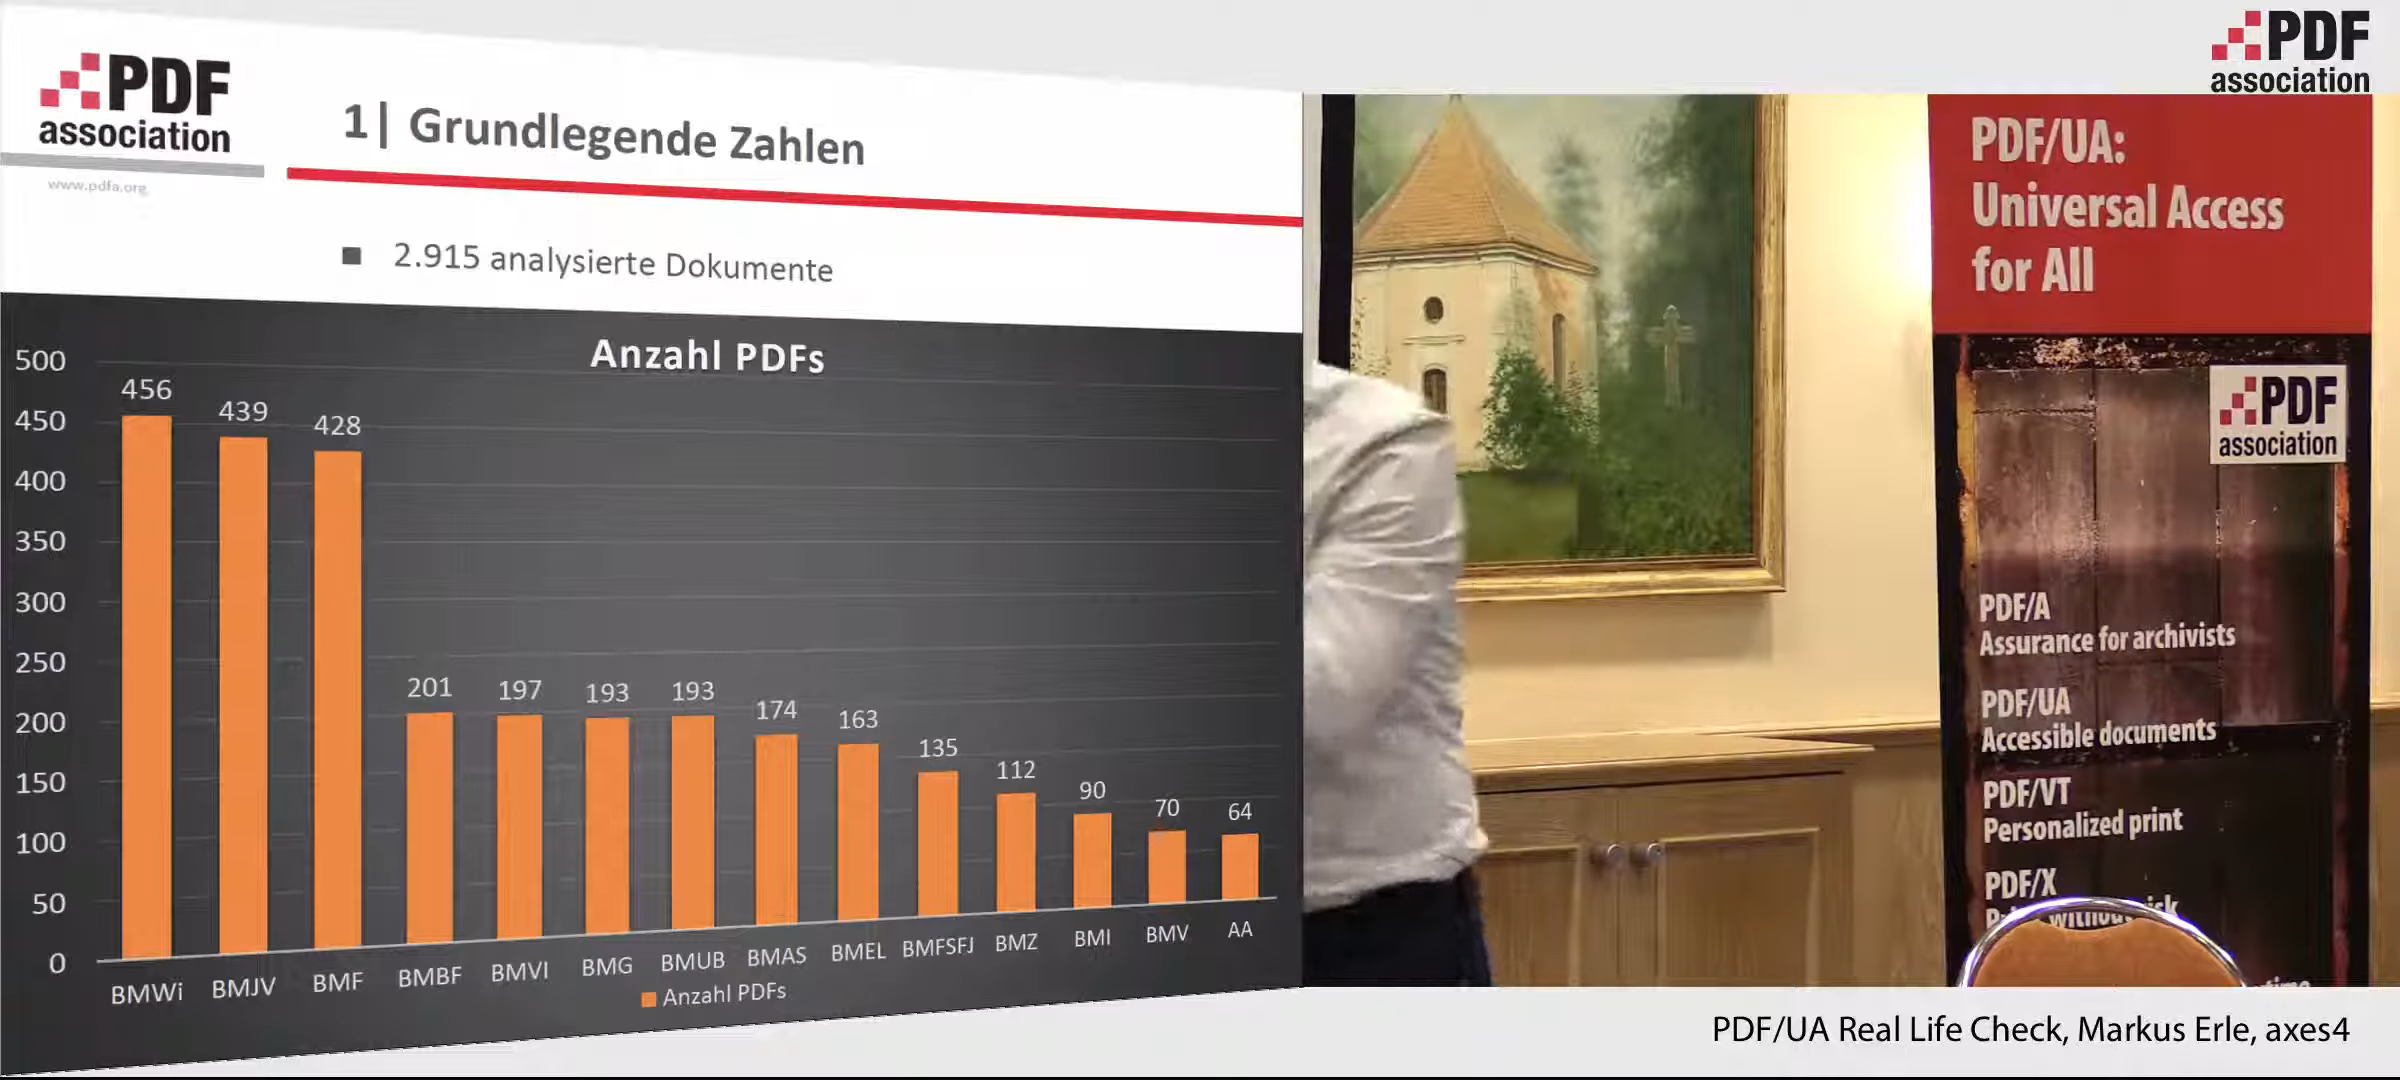 PDF
association
www.pdfa.org
1| Grundlegende Zahlen
■ 2.915 analysierte Dokumente
Anzahl PDFs
500
450
400
350
300
250
200
150
100
50
0
456
439
428
201
197
193
193
174
163
135
112
90
70
64
BMWi
BMJV
BMF
BMBF
BMVI
BMG
BMUB
BMAS
BMEL
BMFSFJ
BMZ
BMI
BMV
AA
Anzahl PDFs
PDF
association
PDF/UA:
Universal Access
for All
PDF
association
PDF/A
Assurance for archivists
PDF/UA
Accessible documents
PDF/VT
Personalized print
PDF/X
without
PDF/UA Real Life Check, Markus Erle, axes4